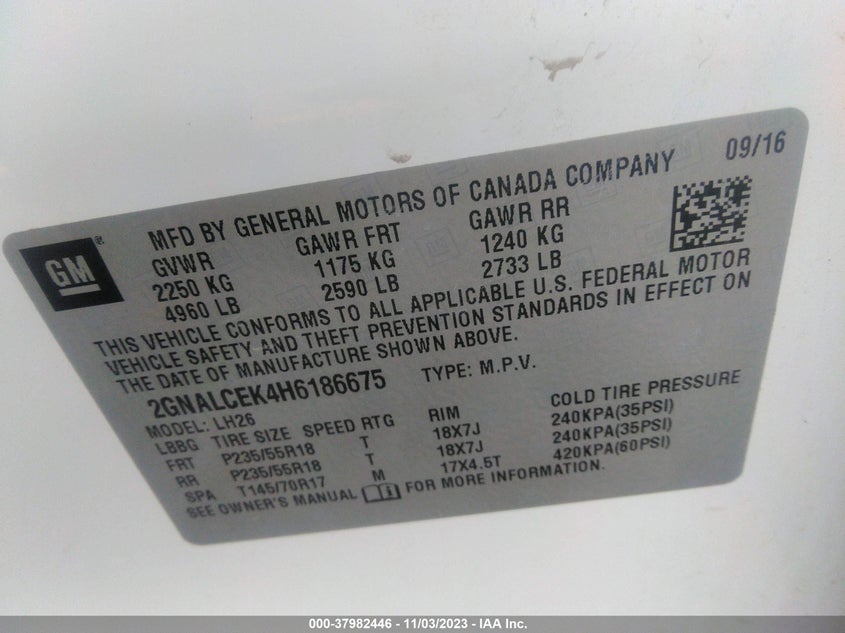 09/16
MFD BY GENERAL MOTORS OF CANADA COMPANY
GM®
GVWR GAWR FRT GAWR RR
2250 KG 1175 KG 1240 KG
4960 LB 2590 LB 2733 LB
THIS VEHICLE CONFORMS TO ALL APPLICABLE U.S. FEDERAL MOTOR
VEHICLE SAFETY AND THEFT PREVENTION STANDARDS IN EFFECT ON
THE DATE OF MANUFACTURE SHOWN ABOVE.
2GNALCEK4H6186675 TYPE: M.P.V.
MODEL: LH26
LBBG TIRE SIZE SPEED RTG RIM COLD TIRE PRESSURE
FRT P235/55R18 T 18X7J 240KPA(35PSI)
RR P235/55R18 T 18X7J 240KPA(35PSI)
SPA T145/70R17 M 17X4.5T 420KPA(60PSI)
SEE OWNER'S MANUAL FOR MORE INFORMATION.
000-37982446 - 11/03/2023 - IAA Inc.